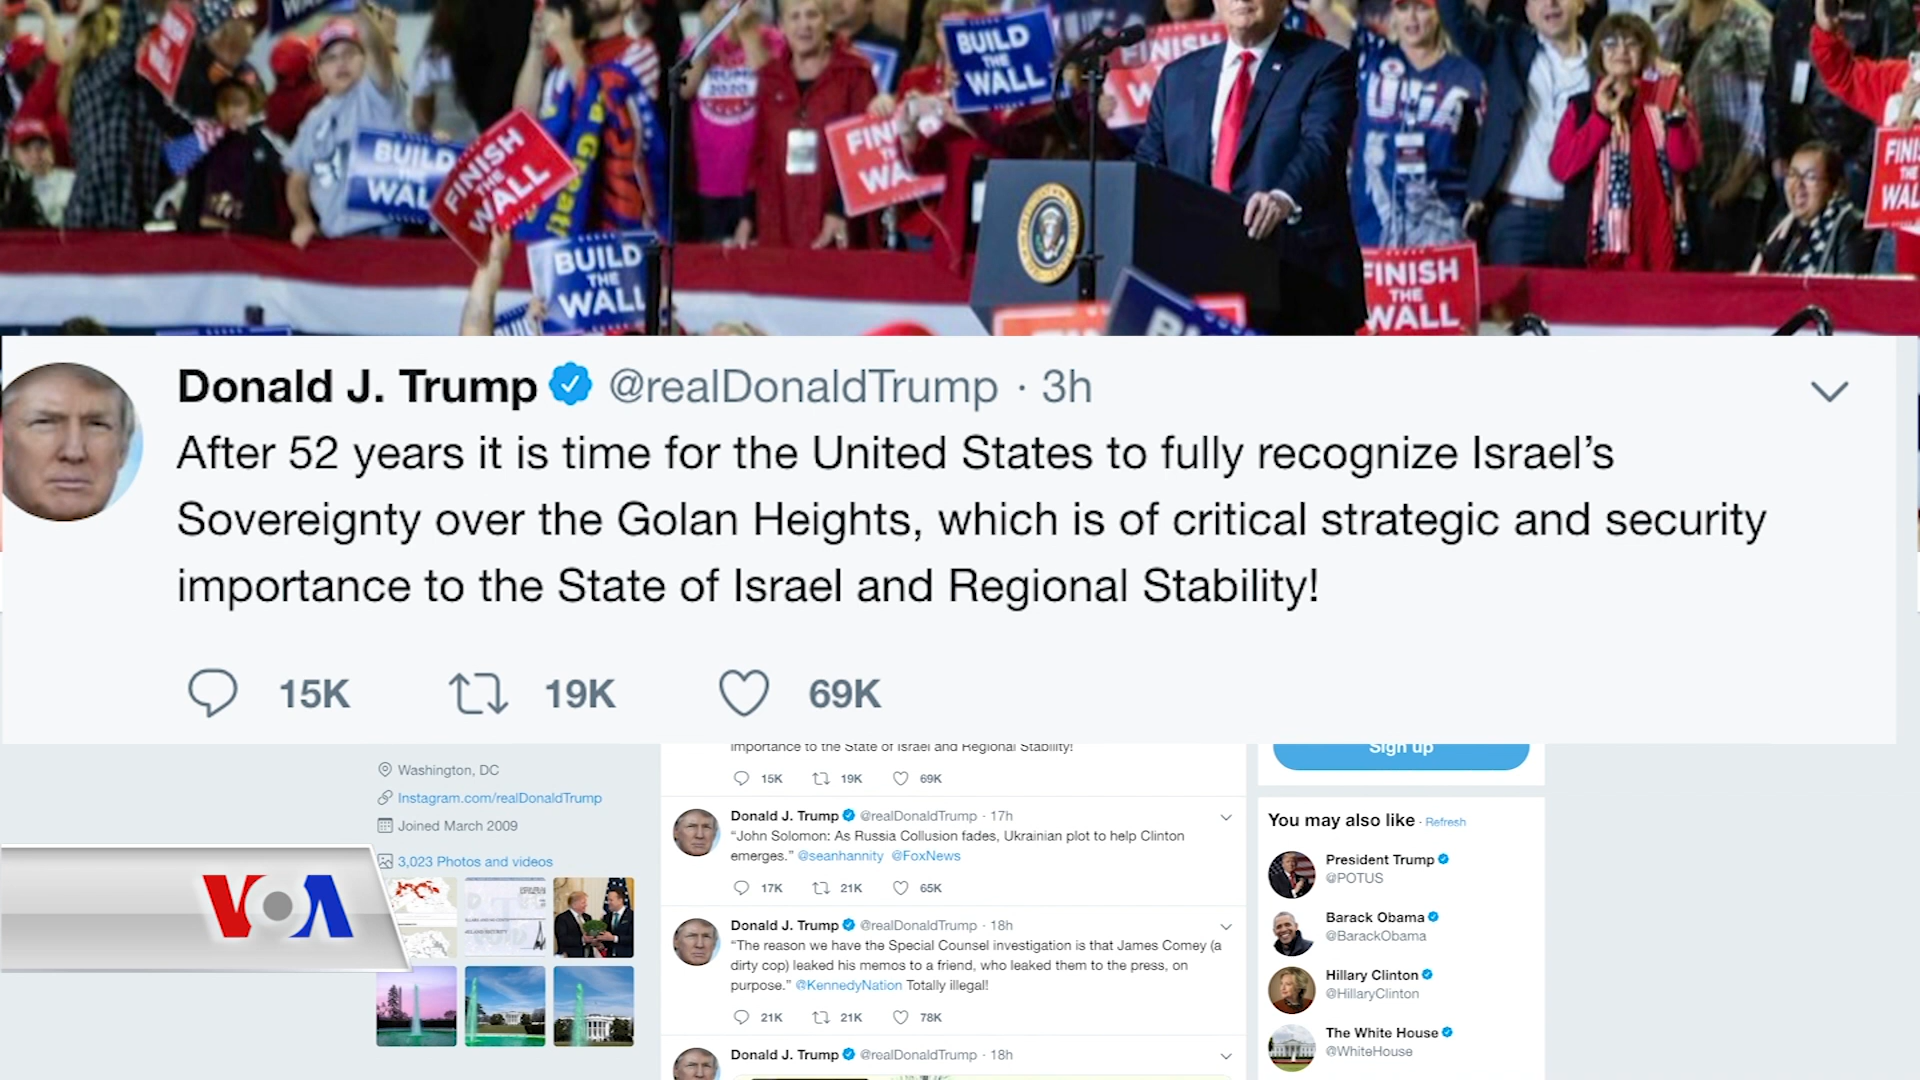 BUILD
THE
WALL
FINISH
BUILD
FINISH
THE
WALL
USA
FINISH
THE
WALL
BUILD
THE
WALL
FINISH
THE
WALL
Donald J. Trump @realDonaldTrump · 3h
After 52 years it is time for the United States to fully recognize Israel’s
Sovereignty over the Golan Heights, which is of critical strategic and security
importance to the State of Israel and Regional Stability!
15K 19K 69K
importance to the State of Israel and Regional Stability!
15K 19K 69K
Sign up
Washington, DC
Instagram.com/realDonaldTrump
Joined March 2009
3,023 Photos and videos
VOA
Donald J. Trump @realDonaldTrump · 17h
“John Solomon: As Russia Collusion fades, Ukrainian plot to help Clinton
emerges.” @seanhannity @FoxNews
17K 21K 65K
Donald J. Trump @realDonaldTrump · 18h
“The reason we have the Special Counsel investigation is that James Comey (a
dirty cop) leaked his memos to a friend, who leaked them to the press, on
purpose.” @KennedyNation Totally illegal!
21K 21K 78K
Donald J. Trump @realDonaldTrump · 18h
You may also like · Refresh
President Trump
@POTUS
Barack Obama
@BarackObama
Hillary Clinton
@HillaryClinton
The White House
@WhiteHouse